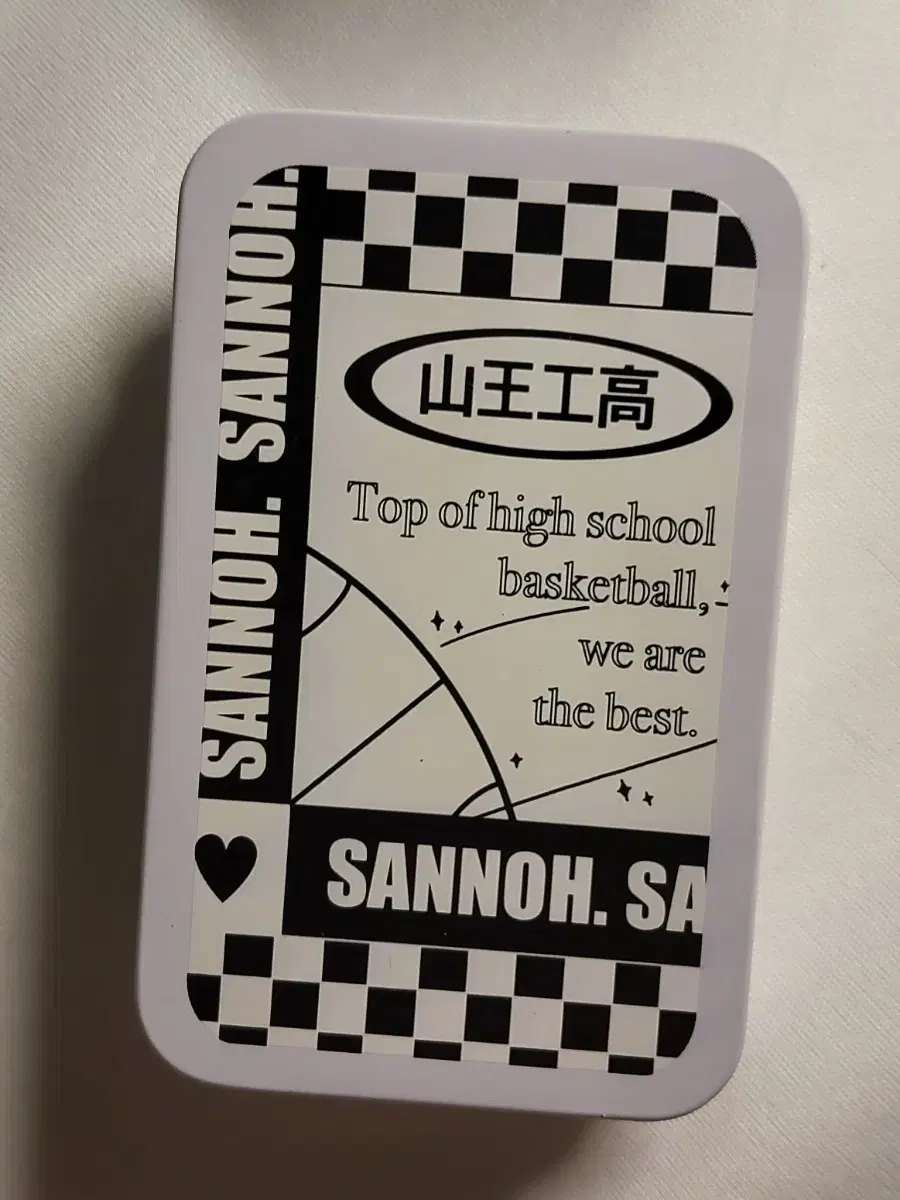 SANNOH. SANNOH.
山王工高
Top of high school
basketball,
we are
the best.
SANNOH. SA